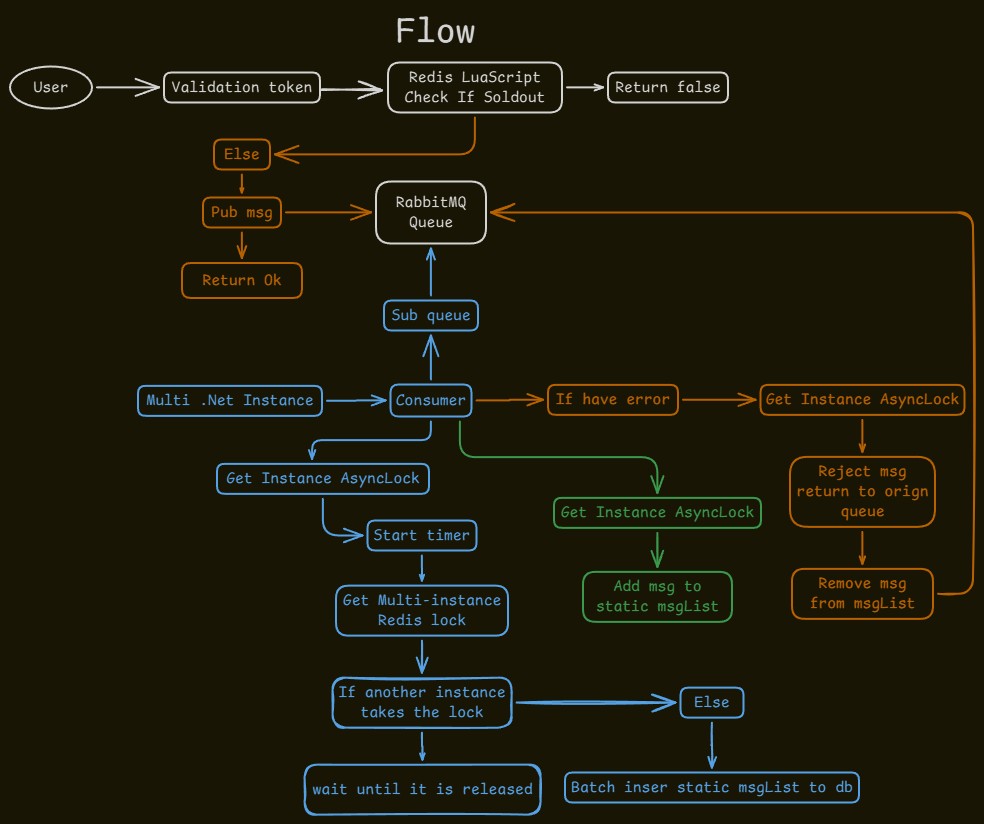 Flow
User
Validation token
Redis LuaScript
Check If Soldout
Return false
Else
Pub msg
RabbitMQ
Queue
Return Ok
Sub queue
Multi .Net Instance
Consumer
If have error
Get Instance AsyncLock
Get Instance AsyncLock
Reject msg
return to orign
queue
Get Instance AsyncLock
Start timer
Add msg to
static msgList
Remove msg
from msgList
Get Multi-instance
Redis lock
If another instance
takes the lock
Else
wait until it is released
Batch inser static msgList to db